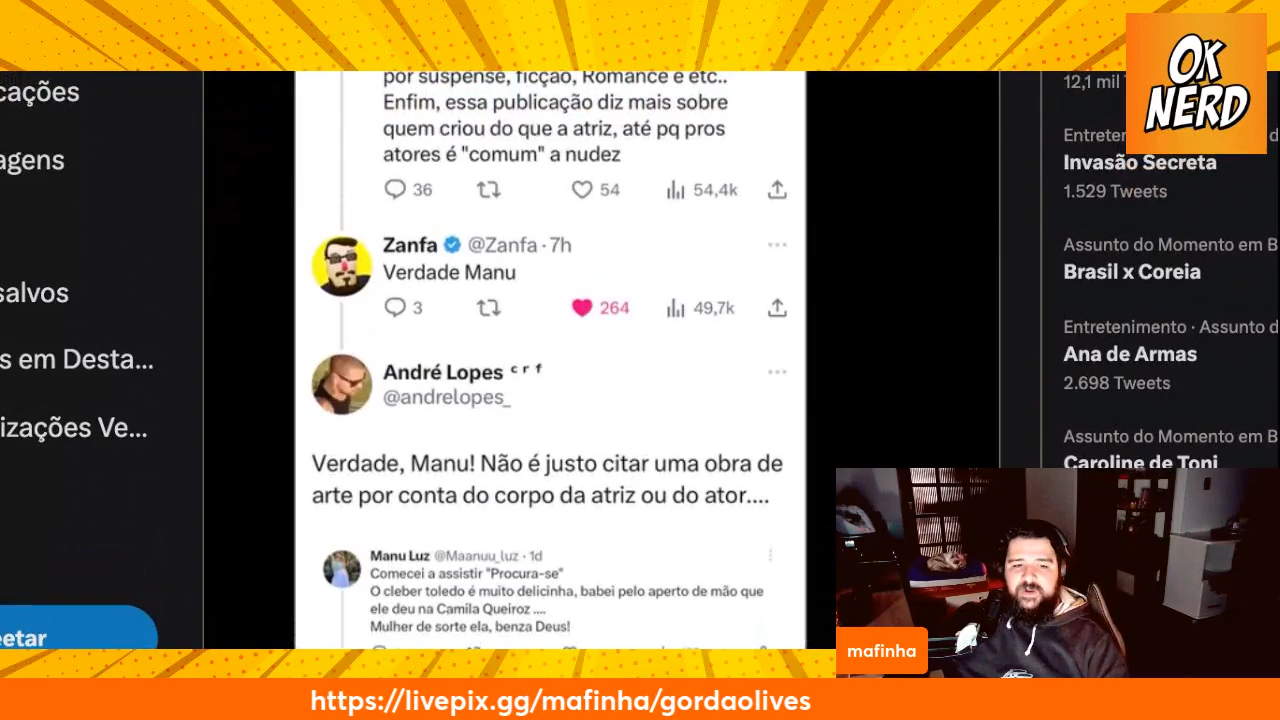 cações
agens
salvos
s em Desta...
izações Ve...
etar
por suspense, ficção, Romance e etc..
Enfim, essa publicação diz mais sobre
quem criou do que a atriz, até pq pros
atores é "comum" a nudez
36 54 54,4k
Zanfa @Zanfa · 7h
Verdade Manu
3 264 49,7k
André Lopes ᶜ ʳ ᶠ
@andrelopes_
Verdade, Manu! Não é justo citar uma obra de
arte por conta do corpo da atriz ou do ator....
Manu Luz @Maanuu_luz · 1d
Comecei a assistir "Procura-se"
O cleber toledo é muito delicinha, babei pelo aperto de mão que
ele deu na Camila Queiroz ....
Mulher de sorte ela, benza Deus!
OK
NERD
12,1 mil
Entreter
Invasão Secreta
1.529 Tweets
Assunto do Momento em B
Brasil x Coreia
Entretenimento · Assunto d
Ana de Armas
2.698 Tweets
Assunto do Momento em B
Caroline de Toni
mafinha
https://livepix.gg/mafinha/gordaolives